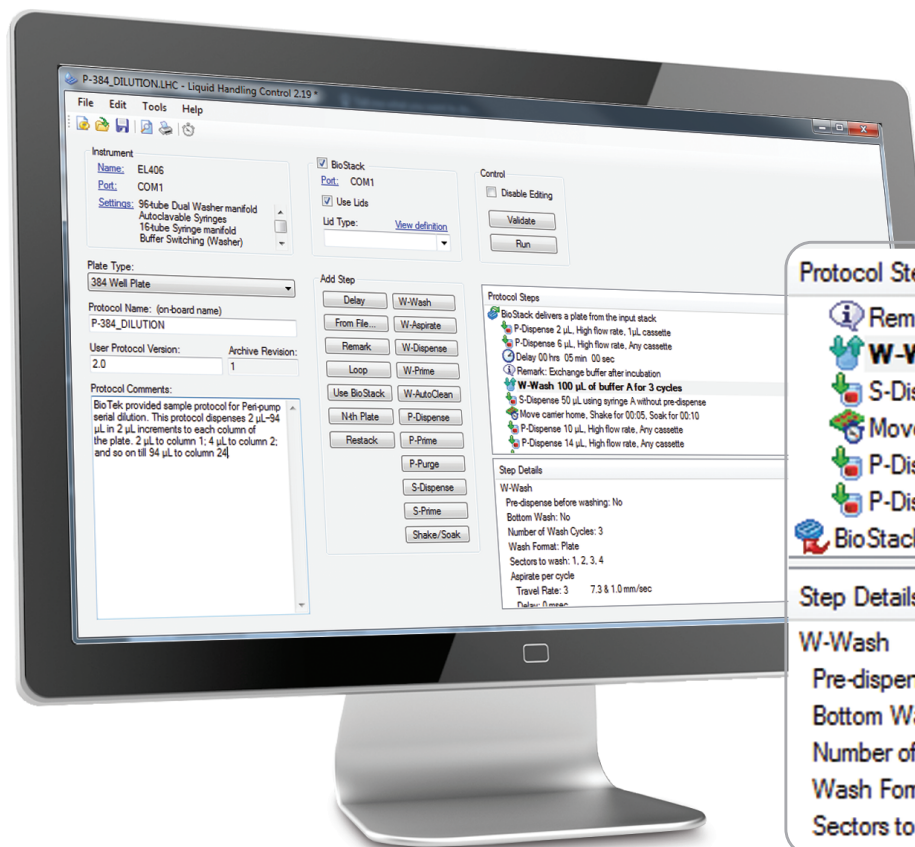 P-384_DILUTION.LHC - Liquid Handling Control 2.19 *
File Edit Tools Help
Instrument
Name: EL406
Port: COM1
Settings: 96-tube Dual Washer manifold
Autoclavable Syringes
16-tube Syringe manifold
Buffer Switching (Washer)
BioStack
Port: COM1
Use Lids
Lid Type: View definition
Control
Disable Editing
Validate
Run
Plate Type:
384 Well Plate
Protocol Name: (on-board name)
P-384_DILUTION
User Protocol Version: Archive Revision:
2.0 1
Protocol Comments:
BioTek provided sample protocol for Peri-pump
serial dilution. This protocol dispenses 2 µL-94
µL in 2 µL increments to each column of
the plate. 2 µL to column 1; 4 µL to column 2;
and so on till 94 µL to column 24
Add Step
Delay W-Wash
From File... W-Aspirate
Remark W-Dispense
Loop W-Prime
Use BioStack W-AutoClean
N-th Plate P-Dispense
Restack P-Prime
P-Purge
S-Dispense
S-Prime
Shake/Soak
Protocol Steps
BioStack delivers a plate from the input stack
P-Dispense 2 µL, High flow rate, 1µL cassette
P-Dispense 6 µL, High flow rate, Any cassette
Delay 00 hrs 05 min 00 sec
Remark: Exchange buffer after incubation
W-Wash 100 µL of buffer A for 3 cycles
S-Dispense 50 µL using syringe A without pre-dispense
Move carrier home, Shake for 00:05, Soak for 00:10
P-Dispense 10 µL, High flow rate, Any cassette
P-Dispense 14 µL, High flow rate, Any cassette
Step Details
W-Wash
Pre-dispense before washing: No
Bottom Wash: No
Number of Wash Cycles: 3
Wash Format: Plate
Sectors to wash: 1, 2, 3, 4
Aspirate per cycle
Travel Rate: 3 7.3 & 1.0 mm/sec
Delay: 0 msec
Protocol Ste
Rem
W-W
S-Dis
Move
P-Dis
P-Dis
BioStack
Step Details
W-Wash
Pre-dispen
Bottom Wa
Number of
Wash Form
Sectors to